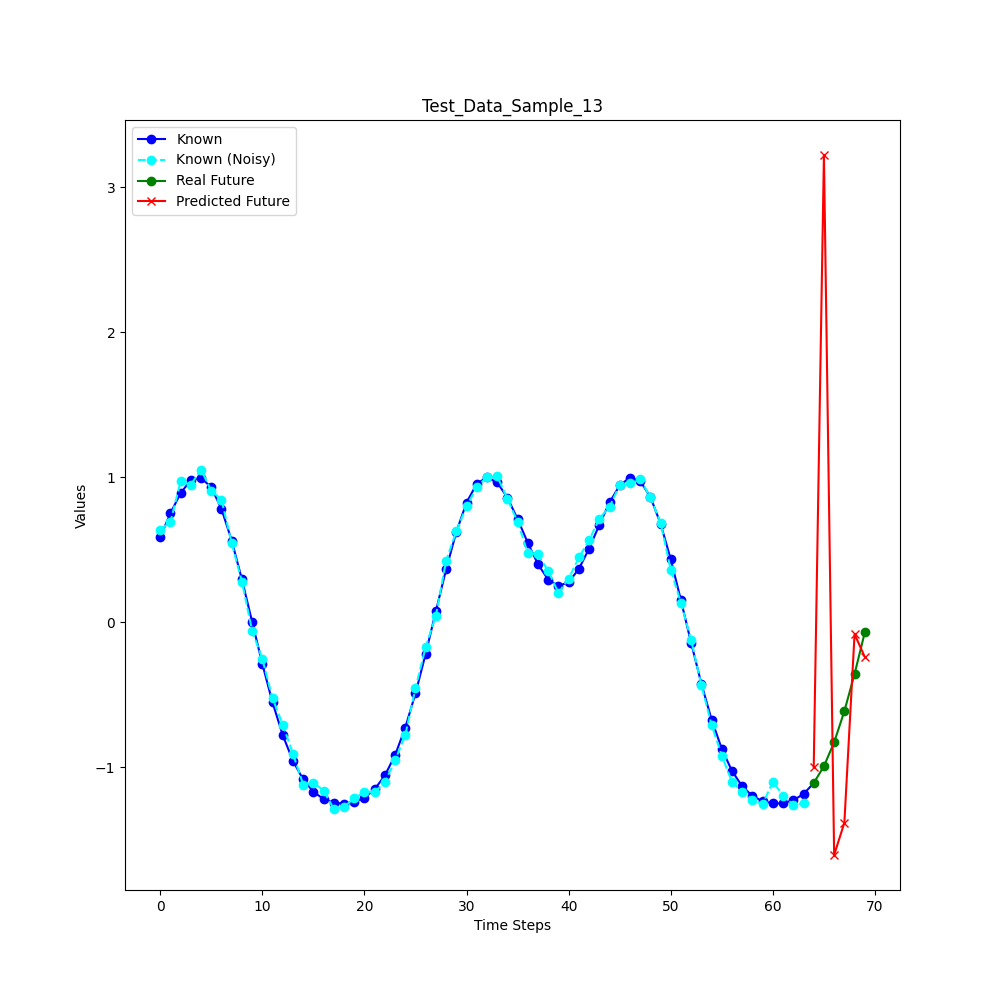 Test_Data_Sample_13
Known
Known (Noisy)
Real Future
Predicted Future
Values
3
2
1
0
−1
0 10 20 30 40 50 60 70
Time Steps